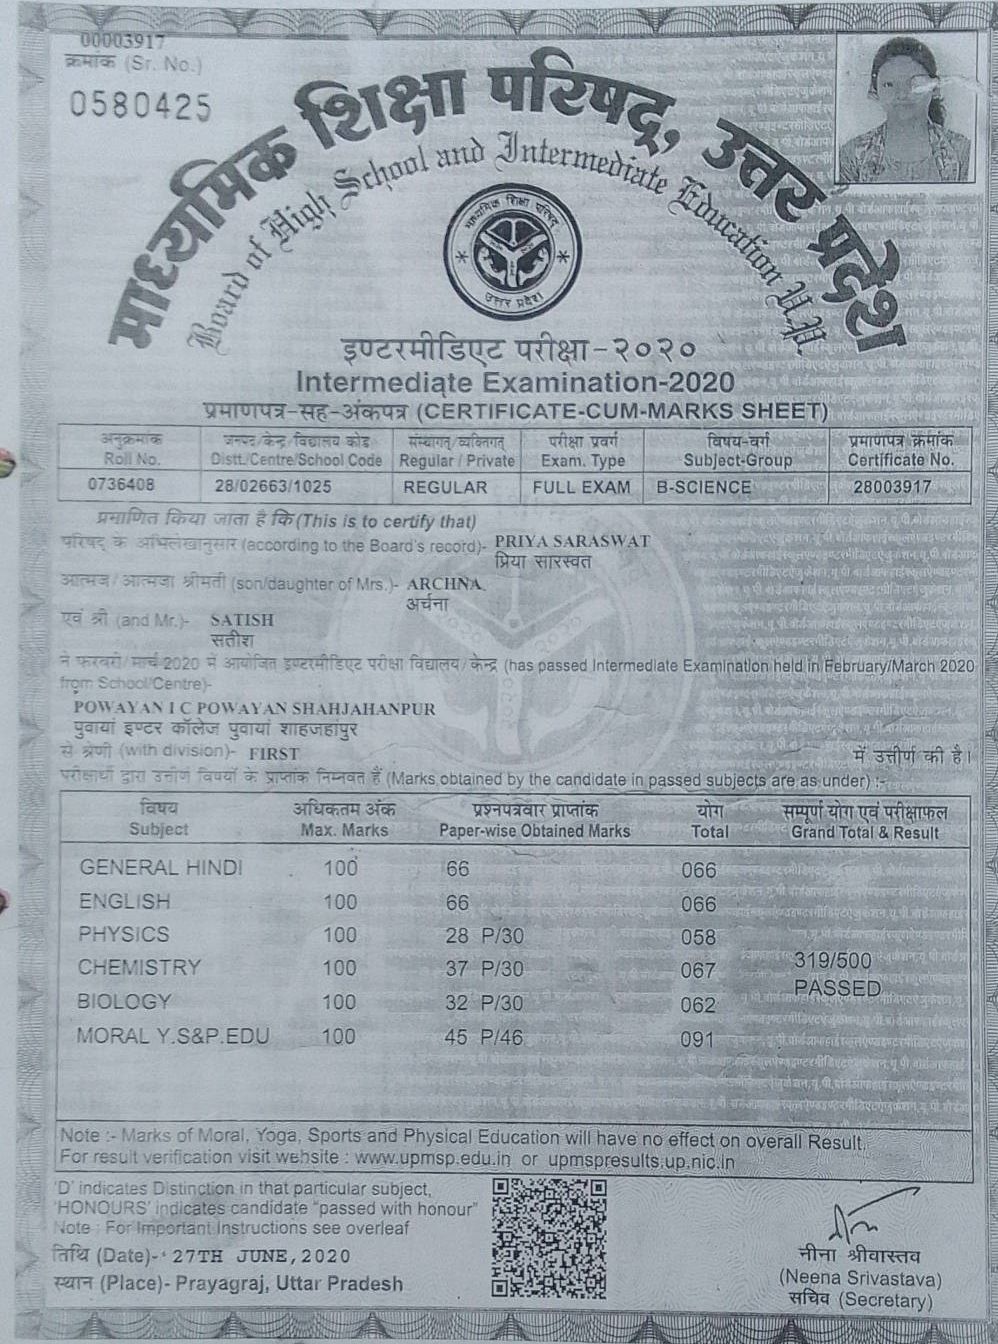 00003917
क्रमांक (Sr. No.)
0580425
माध्यमिक शिक्षा परिषद्, उत्तर प्रदेश
Board of High School and Intermediate Education U.P.
माध्यमिक शिक्षा परिषद
उत्तर प्रदेश
इण्टरमीडिएट परीक्षा-२०२०
Intermediate Examination-2020
प्रमाणपत्र-सह-अंकपत्र (CERTIFICATE-CUM-MARKS SHEET)
अनुक्रमांक जनपद/केन्द्र/विद्यालय कोड संस्थागत/व्यक्तिगत् परीक्षा प्रवर्ग विषय-वर्ग प्रमाणपत्र क्रमांक
Roll No. Distt./Centre/School Code Regular / Private Exam. Type Subject-Group Certificate No.
0736408 28/02663/1025 REGULAR FULL EXAM B-SCIENCE 28003917
प्रमाणित किया जाता है कि (This is to certify that)
परिषद् के अभिलेखानुसार (according to the Board's record)- PRIYA SARASWAT
प्रिया सारस्वत
आत्मज/आत्मजा श्रीमती (son/daughter of Mrs.)- ARCHNA
अर्चना
एवं श्री (and Mr.)- SATISH
सतीश
ने फरवरी/मार्च 2020 में आयोजित इण्टरमीडिएट परीक्षा विद्यालय/केन्द्र (has passed Intermediate Examination held in February/March 2020
from School/Centre)-
POWAYAN I C POWAYAN SHAHJAHANPUR
पुवायां इण्टर कॉलेज पुवायां शाहजहांपुर
से श्रेणी (with division)- FIRST में उत्तीर्ण की है।
परीक्षार्थी द्वारा उत्तीर्ण विषयों के प्राप्तांक निम्नवत हैं (Marks obtained by the candidate in passed subjects are as under) :-
विषय अधिकतम अंक प्रश्नपत्रवार प्राप्तांक योग सम्पूर्ण योग एवं परीक्षाफल
Subject Max. Marks Paper-wise Obtained Marks Total Grand Total & Result
GENERAL HINDI 100 66 066
ENGLISH 100 66 066
PHYSICS 100 28 P/30 058
CHEMISTRY 100 37 P/30 067 319/500
PASSED
BIOLOGY 100 32 P/30 062
MORAL Y.S&P.EDU 100 45 P/46 091
Note :- Marks of Moral, Yoga, Sports and Physical Education will have no effect on overall Result.
For result verification visit website : www.upmsp.edu.in or upmspresults.up.nic.in
'D' indicates Distinction in that particular subject,
'HONOURS' indicates candidate "passed with honour"
Note : For Important Instructions see overleaf
तिथि (Date)- 27TH JUNE, 2020
स्थान (Place)- Prayagraj, Uttar Pradesh
नीना श्रीवास्तव
(Neena Srivastava)
सचिव (Secretary)